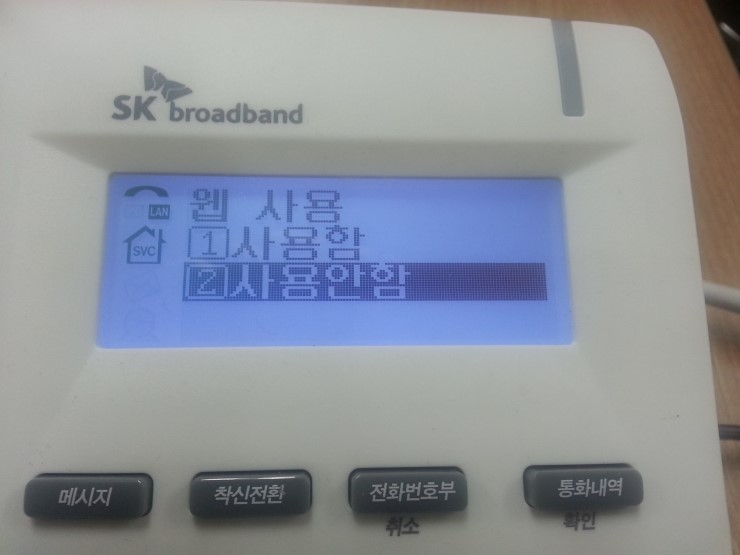 SK broadband
LAN
웹 사용
SVC
1사용함
2사용안함
메시지
착신전환
전화번호부
통화내역
취소
확인